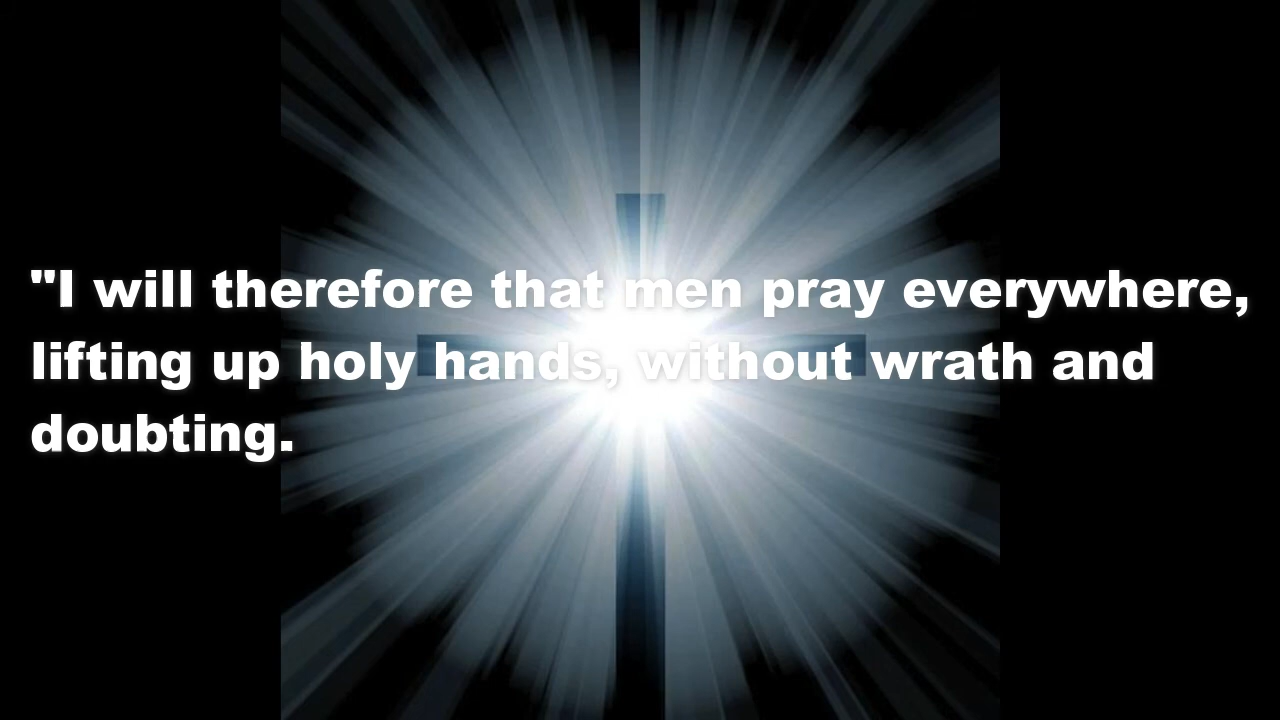 "I will therefore that men pray everywhere,
lifting up holy hands, without wrath and
doubting.